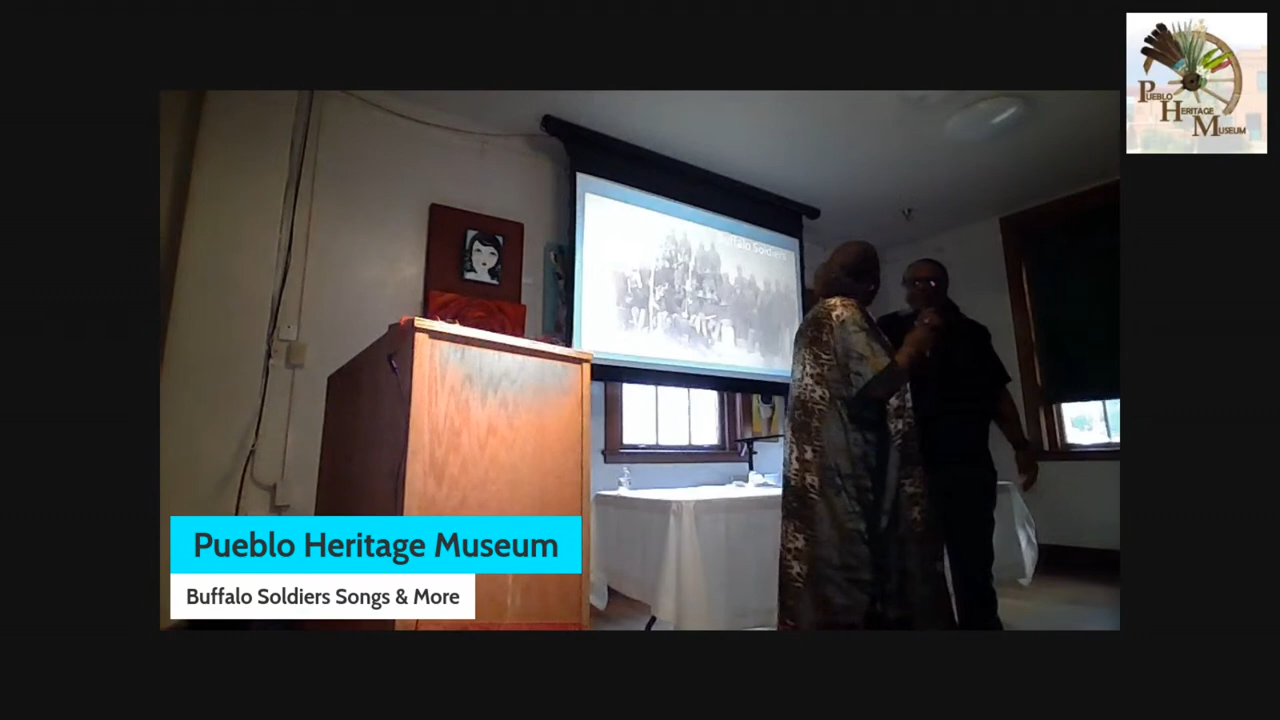 PUEBLO
HERITAGE
MUSEUM
Buffalo Soldiers
Pueblo Heritage Museum
Buffalo Soldiers Songs & More